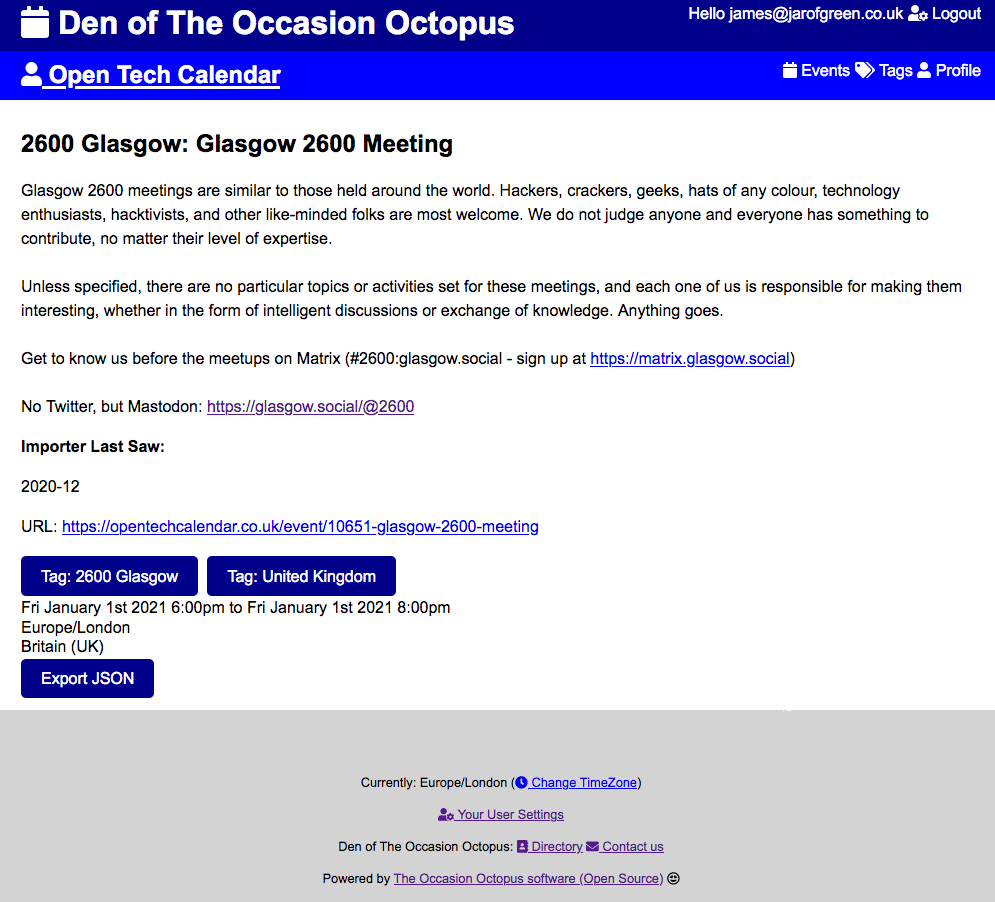 Den of The Occasion Octopus
Hello james@jarofgreen.co.uk Logout
Open Tech Calendar
Events Tags Profile
2600 Glasgow: Glasgow 2600 Meeting
Glasgow 2600 meetings are similar to those held around the world. Hackers, crackers, geeks, hats of any colour, technology
enthusiasts, hacktivists, and other like-minded folks are most welcome. We do not judge anyone and everyone has something to
contribute, no matter their level of expertise.
Unless specified, there are no particular topics or activities set for these meetings, and each one of us is responsible for making them
interesting, whether in the form of intelligent discussions or exchange of knowledge. Anything goes.
Get to know us before the meetups on Matrix (#2600:glasgow.social - sign up at https://matrix.glasgow.social)
No Twitter, but Mastodon: https://glasgow.social/@2600
Importer Last Saw:
2020-12
URL: https://opentechcalendar.co.uk/event/10651-glasgow-2600-meeting
Tag: 2600 Glasgow Tag: United Kingdom
Fri January 1st 2021 6:00pm to Fri January 1st 2021 8:00pm
Europe/London
Britain (UK)
Export JSON
Currently: Europe/London ( Change TimeZone)
Your User Settings
Den of The Occasion Octopus: Directory Contact us
Powered by The Occasion Octopus software (Open Source)